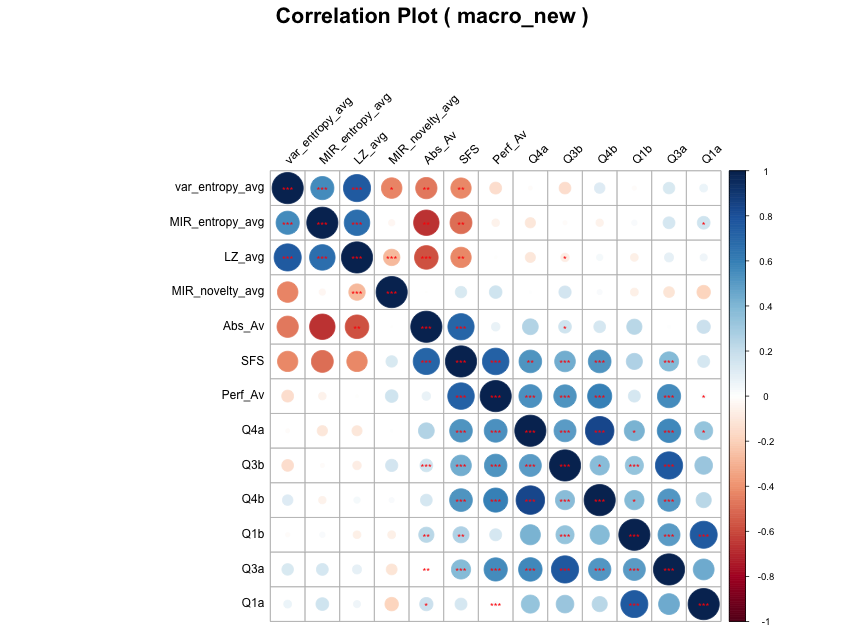 Correlation Plot ( macro_new )
var_entropy_avg
MIR_entropy_avg
LZ_avg
MIR_novelty_avg
Abs_Av
SFS
Perf_Av
Q4a
Q3b
Q4b
Q1b
Q3a
Q1a
var_entropy_avg *** *** *** * ** **
MIR_entropy_avg *** *** *** ** *
LZ_avg *** *** *** *** *** ** *
MIR_novelty_avg *** ***
Abs_Av ** *** *** *
SFS *** *** *** ** *** *** ***
Perf_Av *** *** *** *** *** *** *
Q4a *** *** *** *** * *** *
Q3b *** *** *** *** *** * ***
Q4b *** *** *** *** * ***
Q1b ** ** * *** * *** ***
Q3a ** *** *** *** *** *** *** ***
Q1a * *** *** ***
1
0.8
0.6
0.4
0.2
0
-0.2
-0.4
-0.6
-0.8
-1